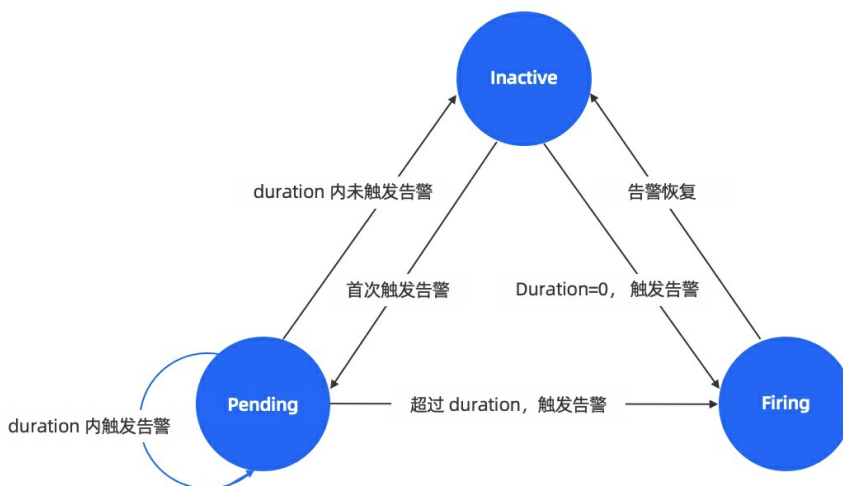 Inactive
duration 内未触发告警
告警恢复
首次触发告警
Duration=0， 触发告警
Pending
超过 duration，触发告警
Firing
duration 内触发告警